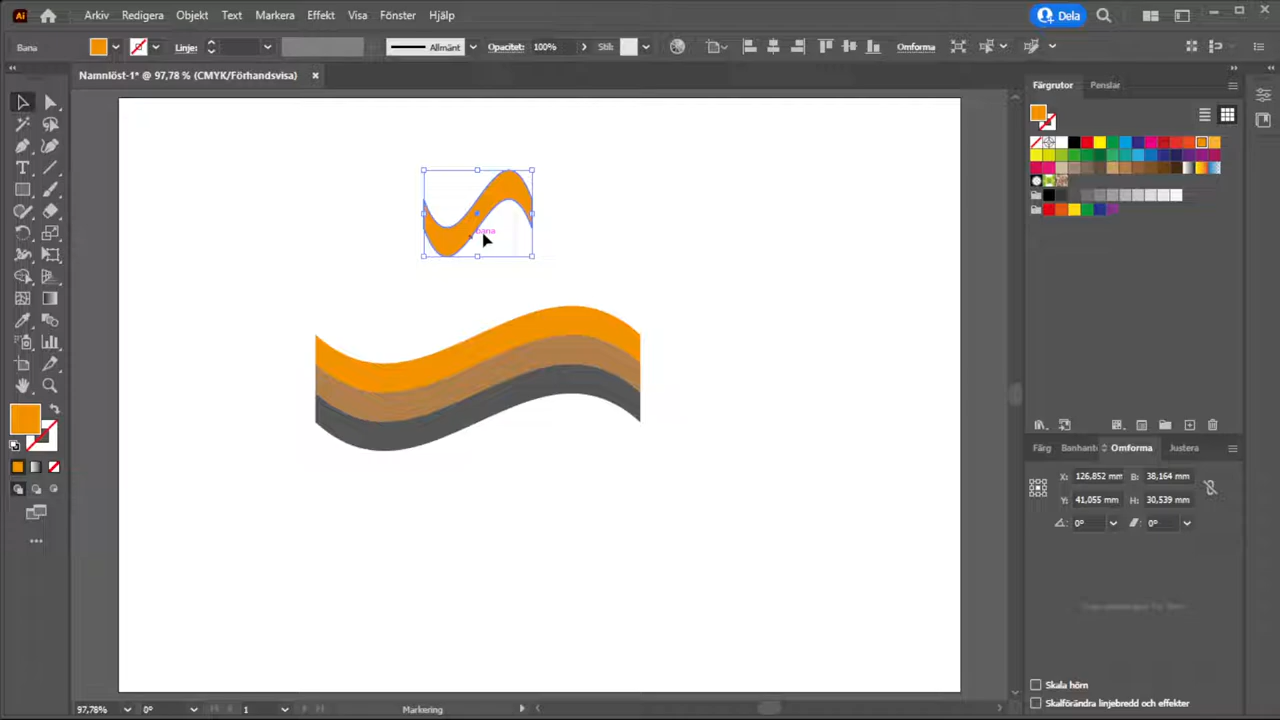 Ai Arkiv Redigera Objekt Text Markera Effekt Visa Fönster Hjälp Dela
Bana Linje: Allmänt Opacitet: 100% Stil: Omforma
Namnlöst-1* @ 97,78 % (CMYK/Förhandsvisa)
Färgrutor Penslar
bana
Färg Banhant Omforma Justera
X: 126,852 mm B: 38,164 mm
Y: 41,055 mm H: 30,539 mm
0° 0°
Skala hörn
Skalförändra linjebredd och effekter
97,78% 0° 1 Markering